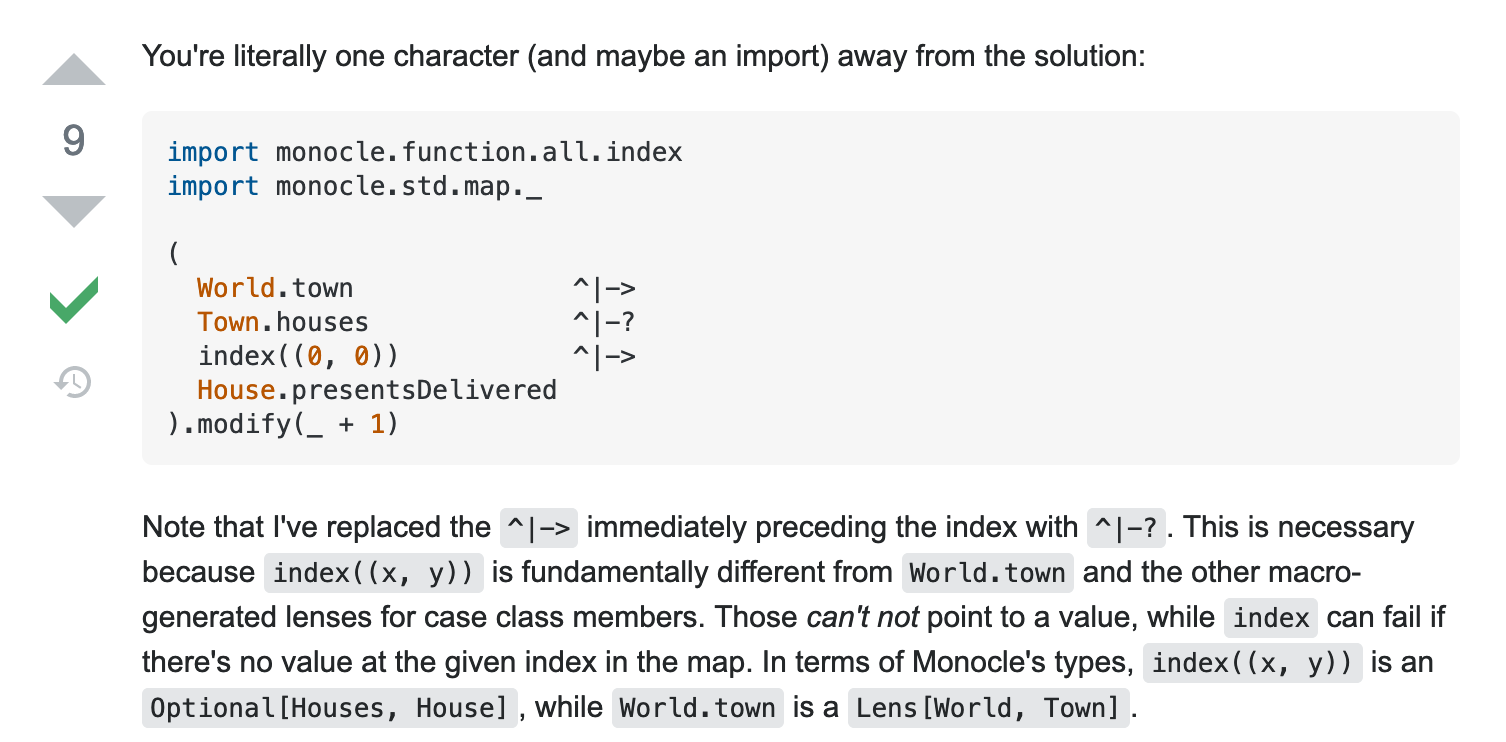 You're literally one character (and maybe an import) away from the solution:
9
import monocle.function.all.index
import monocle.std.map._
(
  World.town              ^|->
  Town.houses             ^|-?
  index((0, 0))           ^|->
  House.presentsDelivered
).modify(_ + 1)
Note that I've replaced the ^|-> immediately preceding the index with ^|-?. This is necessary
because index((x, y)) is fundamentally different from World.town and the other macro-
generated lenses for case class members. Those can't not point to a value, while index can fail if
there's no value at the given index in the map. In terms of Monocle's types, index((x, y)) is an
Optional[Houses, House], while World.town is a Lens[World, Town].